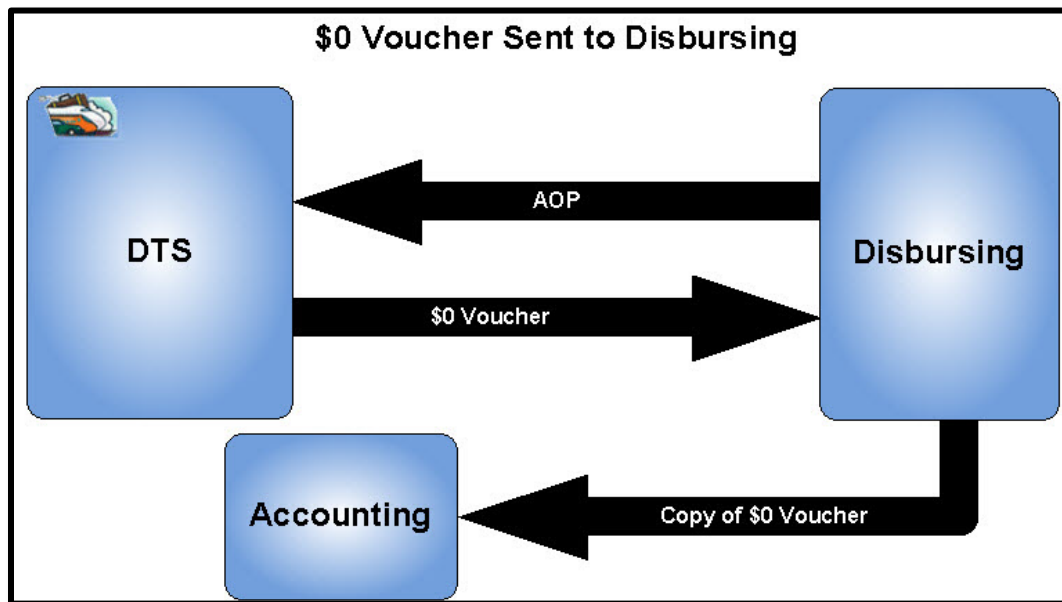 $0 Voucher Sent to Disbursing
AOP
DTS
Disbursing
$0 Voucher
Accounting
Copy of $0 Voucher